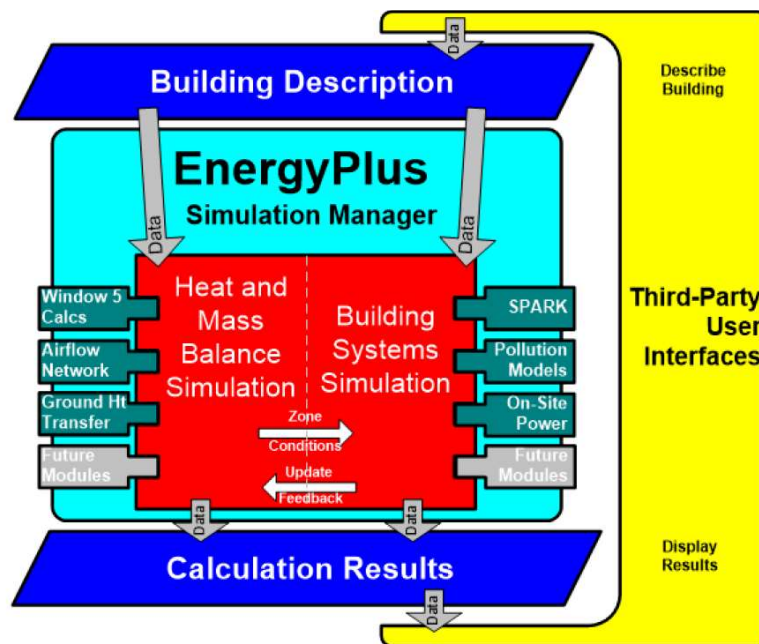 Data
Building Description
Describe
Building
EnergyPlus
Simulation Manager
Data
Data
Window 5
Calcs
Airflow
Network
Ground Ht
Transfer
Future
Modules
Heat and
Mass
Balance
Simulation
Building
Systems
Simulation
Zone
Conditions
Update
Feedback
SPARK
Pollution
Models
On-Site
Power
Future
Modules
Third-Party
User
Interfaces
Data
Data
Calculation Results
Display
Results
Data